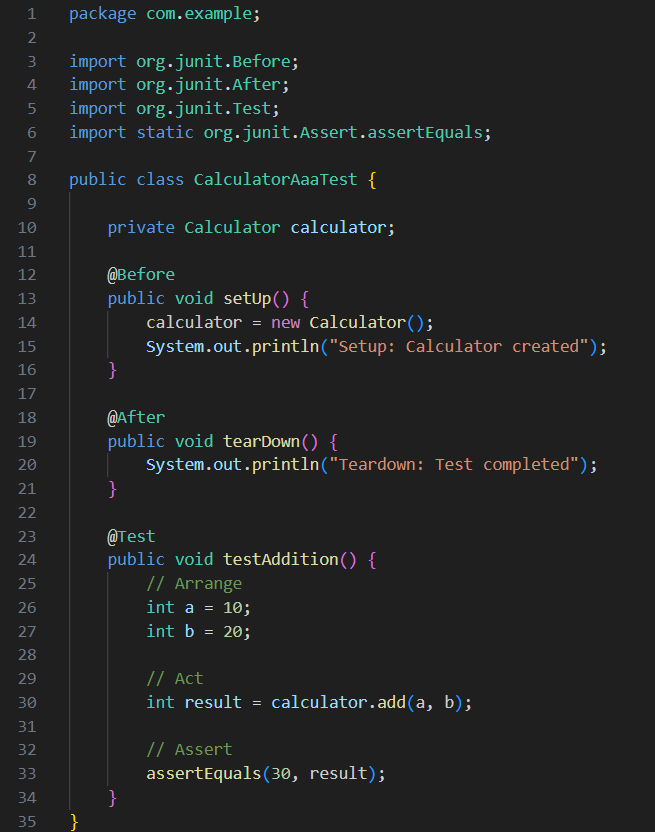 1 package com.example;
2
3 import org.junit.Before;
4 import org.junit.After;
5 import org.junit.Test;
6 import static org.junit.Assert.assertEquals;
7
8 public class CalculatorAaaTest {
9
10     private Calculator calculator;
11
12     @Before
13     public void setUp() {
14         calculator = new Calculator();
15         System.out.println("Setup: Calculator created");
16     }
17
18     @After
19     public void tearDown() {
20         System.out.println("Teardown: Test completed");
21     }
22
23     @Test
24     public void testAddition() {
25         // Arrange
26         int a = 10;
27         int b = 20;
28
29         // Act
30         int result = calculator.add(a, b);
31
32         // Assert
33         assertEquals(30, result);
34     }
35 }